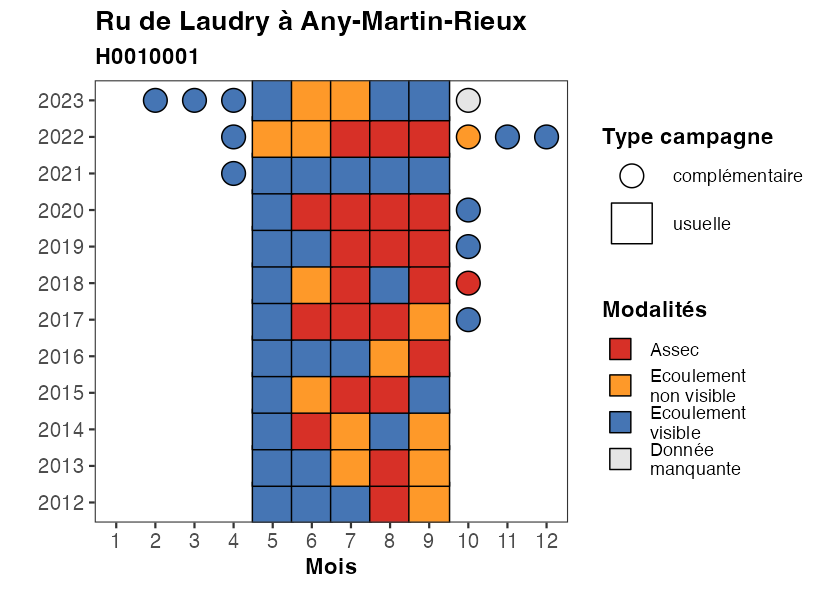 Ru de Laudry à Any-Martin-Rieux
H0010001
2023
2022
2021
2020
2019
2018
2017
2016
2015
2014
2013
2012
1 2 3 4 5 6 7 8 9 10 11 12
Mois
Type campagne
complémentaire
usuelle
Modalités
Assec
Ecoulement
non visible
Ecoulement
visible
Donnée
manquante